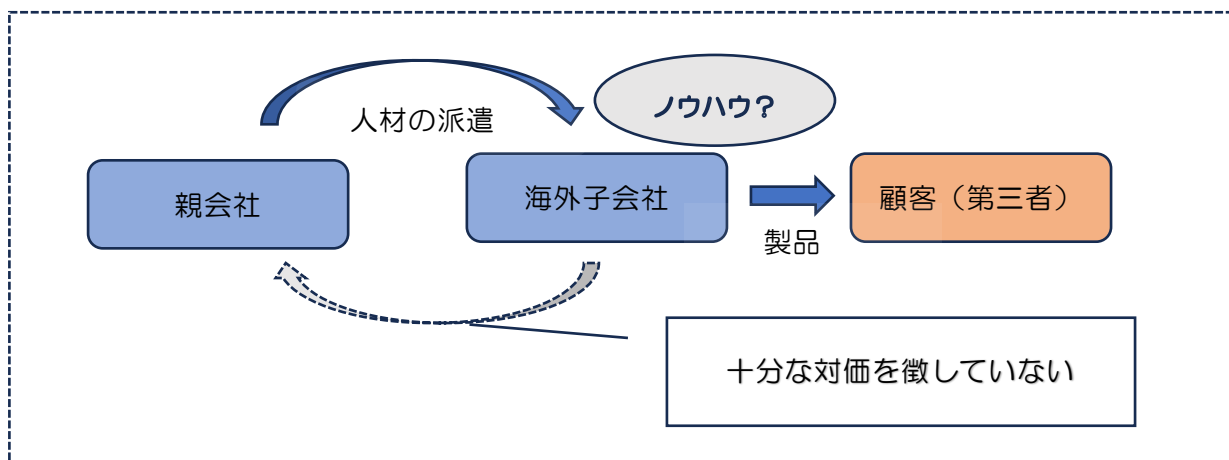 人材の派遣
ノウハウ？
親会社
海外子会社
顧客（第三者）
製品
十分な対価を徴していない